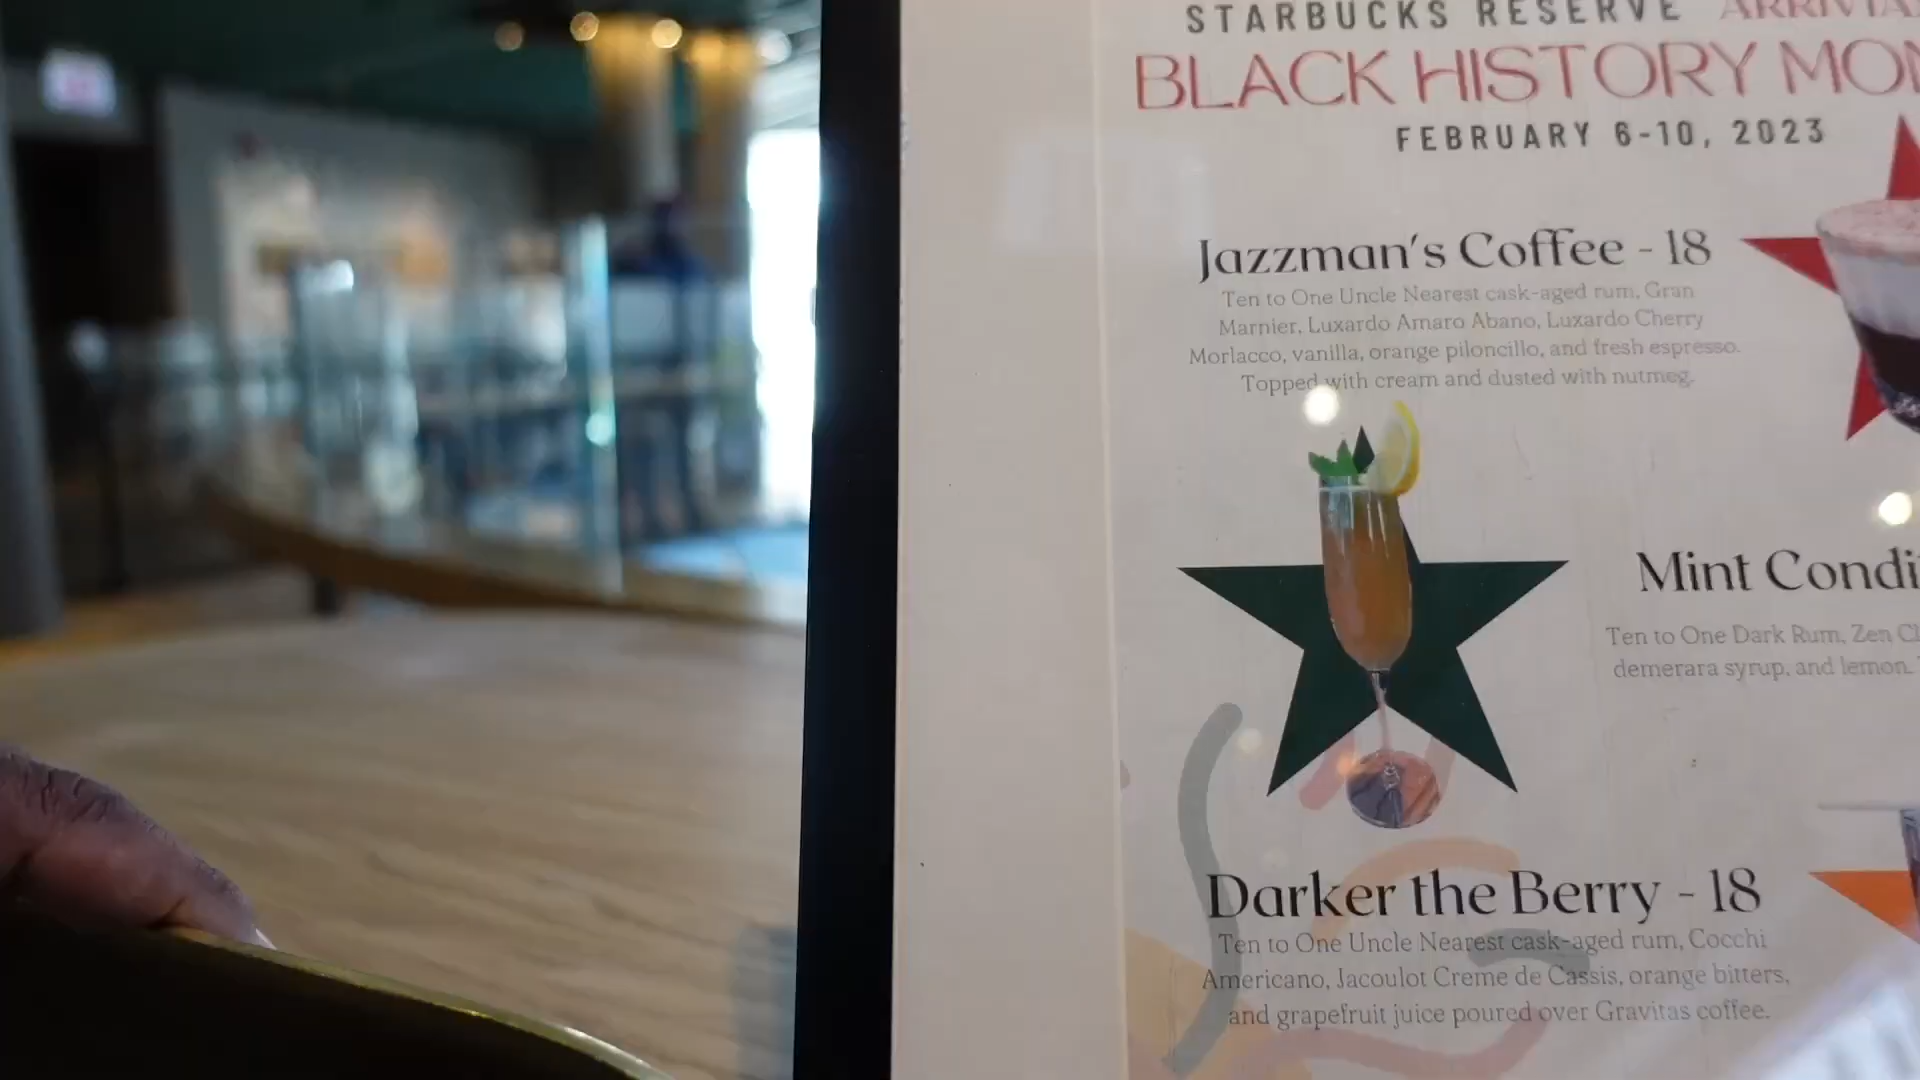 STARBUCKS RESERVE
BLACK HISTORY MON
FEBRUARY 6-10, 2023
Jazzman's Coffee - 18
Ten to One Uncle Nearest cask-aged rum, Gran
Marnier, Luxardo Amaro Abano, Luxardo Cherry
Morlacco, vanilla, orange piloncillo, and fresh espresso.
Topped with cream and dusted with nutmeg.
Mint Condi
Ten to One Dark Rum, Zen Cl
demerara syrup, and lemon.
Darker the Berry - 18
Ten to One Uncle Nearest cask-aged rum, Cocchi
Americano, Jacoulot Creme de Cassis, orange bitters,
and grapefruit juice poured over Gravitas coffee.